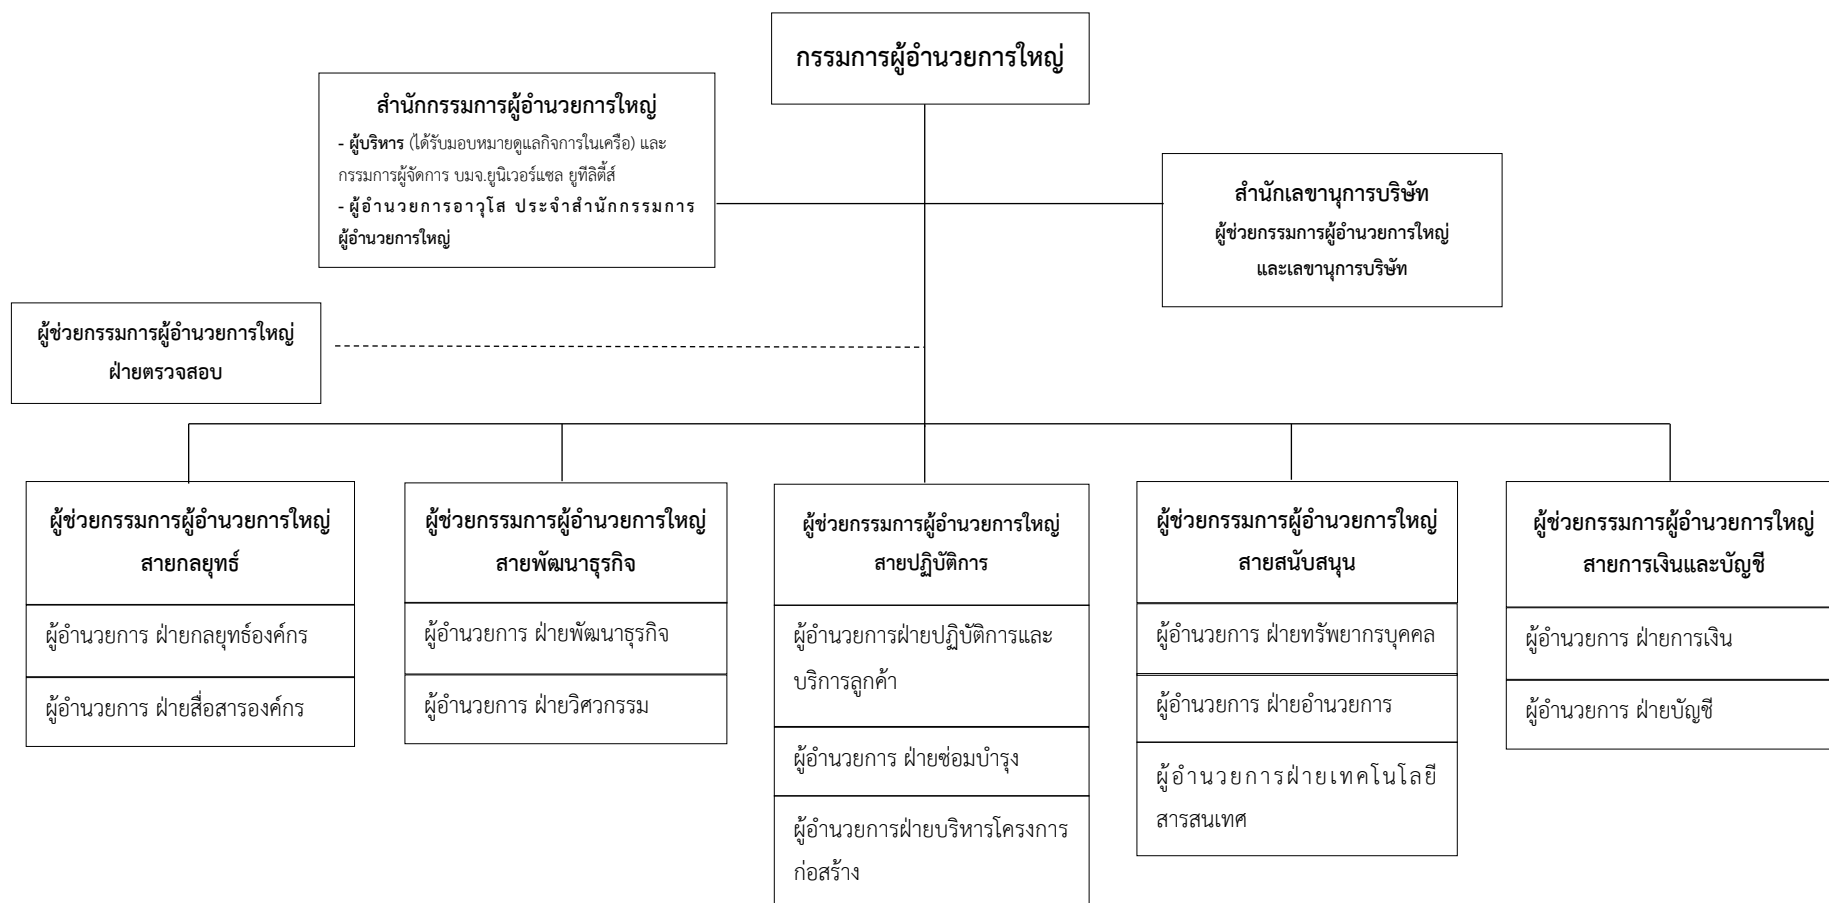 กรรมการผู้อำนวยการใหญ่
สำนักกรรมการผู้อำนวยการใหญ่
- ผู้บริหาร (ได้รับมอบหมายดูแลกิจการในเครือ) และ
กรรมการผู้จัดการ บมจ.ยูนิเวอร์แซล ยูทีลิตี้ส์
- ผู้อำนวยการอาวุโส ประจำสำนักกรรมการ
ผู้อำนวยการใหญ่
สำนักเลขานุการบริษัท
ผู้ช่วยกรรมการผู้อำนวยการใหญ่
และเลขานุการบริษัท
ผู้ช่วยกรรมการผู้อำนวยการใหญ่
ฝ่ายตรวจสอบ
ผู้ช่วยกรรมการผู้อำนวยการใหญ่
สายกลยุทธ์
ผู้อำนวยการ ฝ่ายกลยุทธ์องค์กร
ผู้อำนวยการ ฝ่ายสื่อสารองค์กร
ผู้ช่วยกรรมการผู้อำนวยการใหญ่
สายพัฒนาธุรกิจ
ผู้อำนวยการ ฝ่ายพัฒนาธุรกิจ
ผู้อำนวยการ ฝ่ายวิศวกรรม
ผู้ช่วยกรรมการผู้อำนวยการใหญ่
สายปฏิบัติการ
ผู้อำนวยการฝ่ายปฏิบัติการและ
บริการลูกค้า
ผู้อำนวยการ ฝ่ายซ่อมบำรุง
ผู้อำนวยการฝ่ายบริหารโครงการ
ก่อสร้าง
ผู้ช่วยกรรมการผู้อำนวยการใหญ่
สายสนับสนุน
ผู้อำนวยการ ฝ่ายทรัพยากรบุคคล
ผู้อำนวยการ ฝ่ายอำนวยการ
ผู้อำนวยการฝ่ายเทคโนโลยี
สารสนเทศ
ผู้ช่วยกรรมการผู้อำนวยการใหญ่
สายการเงินและบัญชี
ผู้อำนวยการ ฝ่ายการเงิน
ผู้อำนวยการ ฝ่ายบัญชี